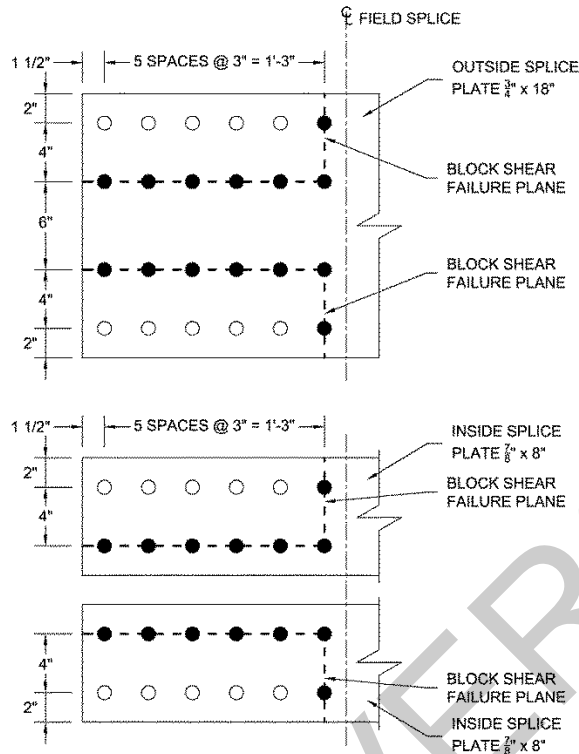 ℄ FIELD SPLICE
1 1/2"
5 SPACES @ 3" = 1'-3"
OUTSIDE SPLICE
PLATE 3/4" x 18"
2"
4"
BLOCK SHEAR
FAILURE PLANE
6"
BLOCK SHEAR
FAILURE PLANE
4"
2"
1 1/2"
5 SPACES @ 3" = 1'-3"
INSIDE SPLICE
PLATE 7/8" x 8"
2"
BLOCK SHEAR
FAILURE PLANE
4"
4"
BLOCK SHEAR
FAILURE PLANE
2"
INSIDE SPLICE
PLATE 7/8" x 8"